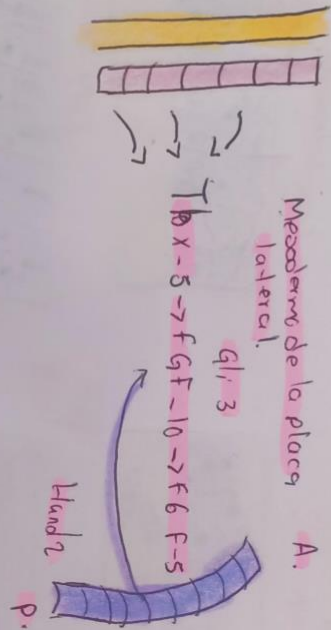 Mesodermo de la placa
lateral.
A.
Gli 3
Tbx-5 -> fGf-10 -> fGf-5
Hand2
P.